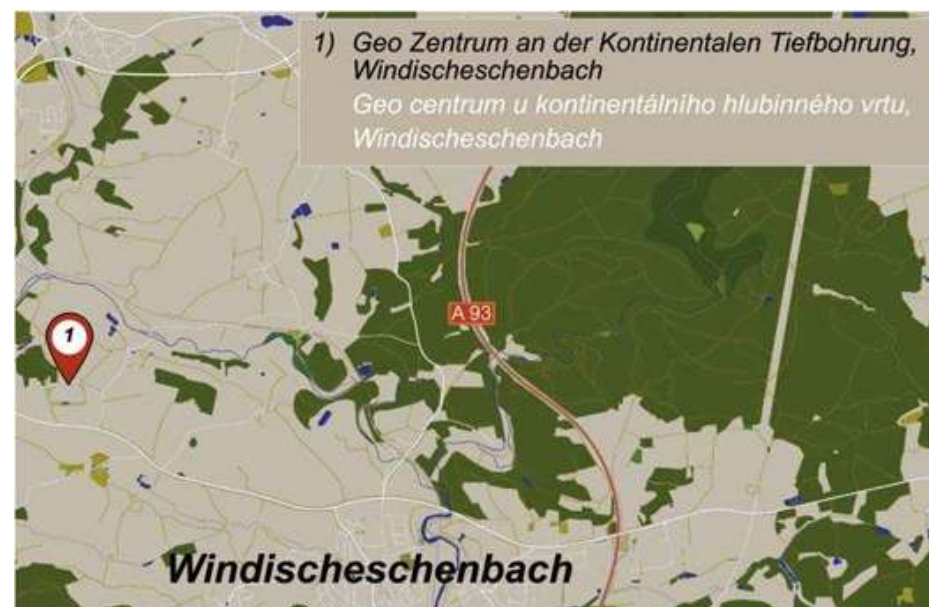 1) Geo Zentrum an der Kontinentalen Tiefbohrung,
Windischeschenbach
Geo centrum u kontinentálního hlubinného vrtu,
Windischeschenbach
A 93
1
Windischeschenbach